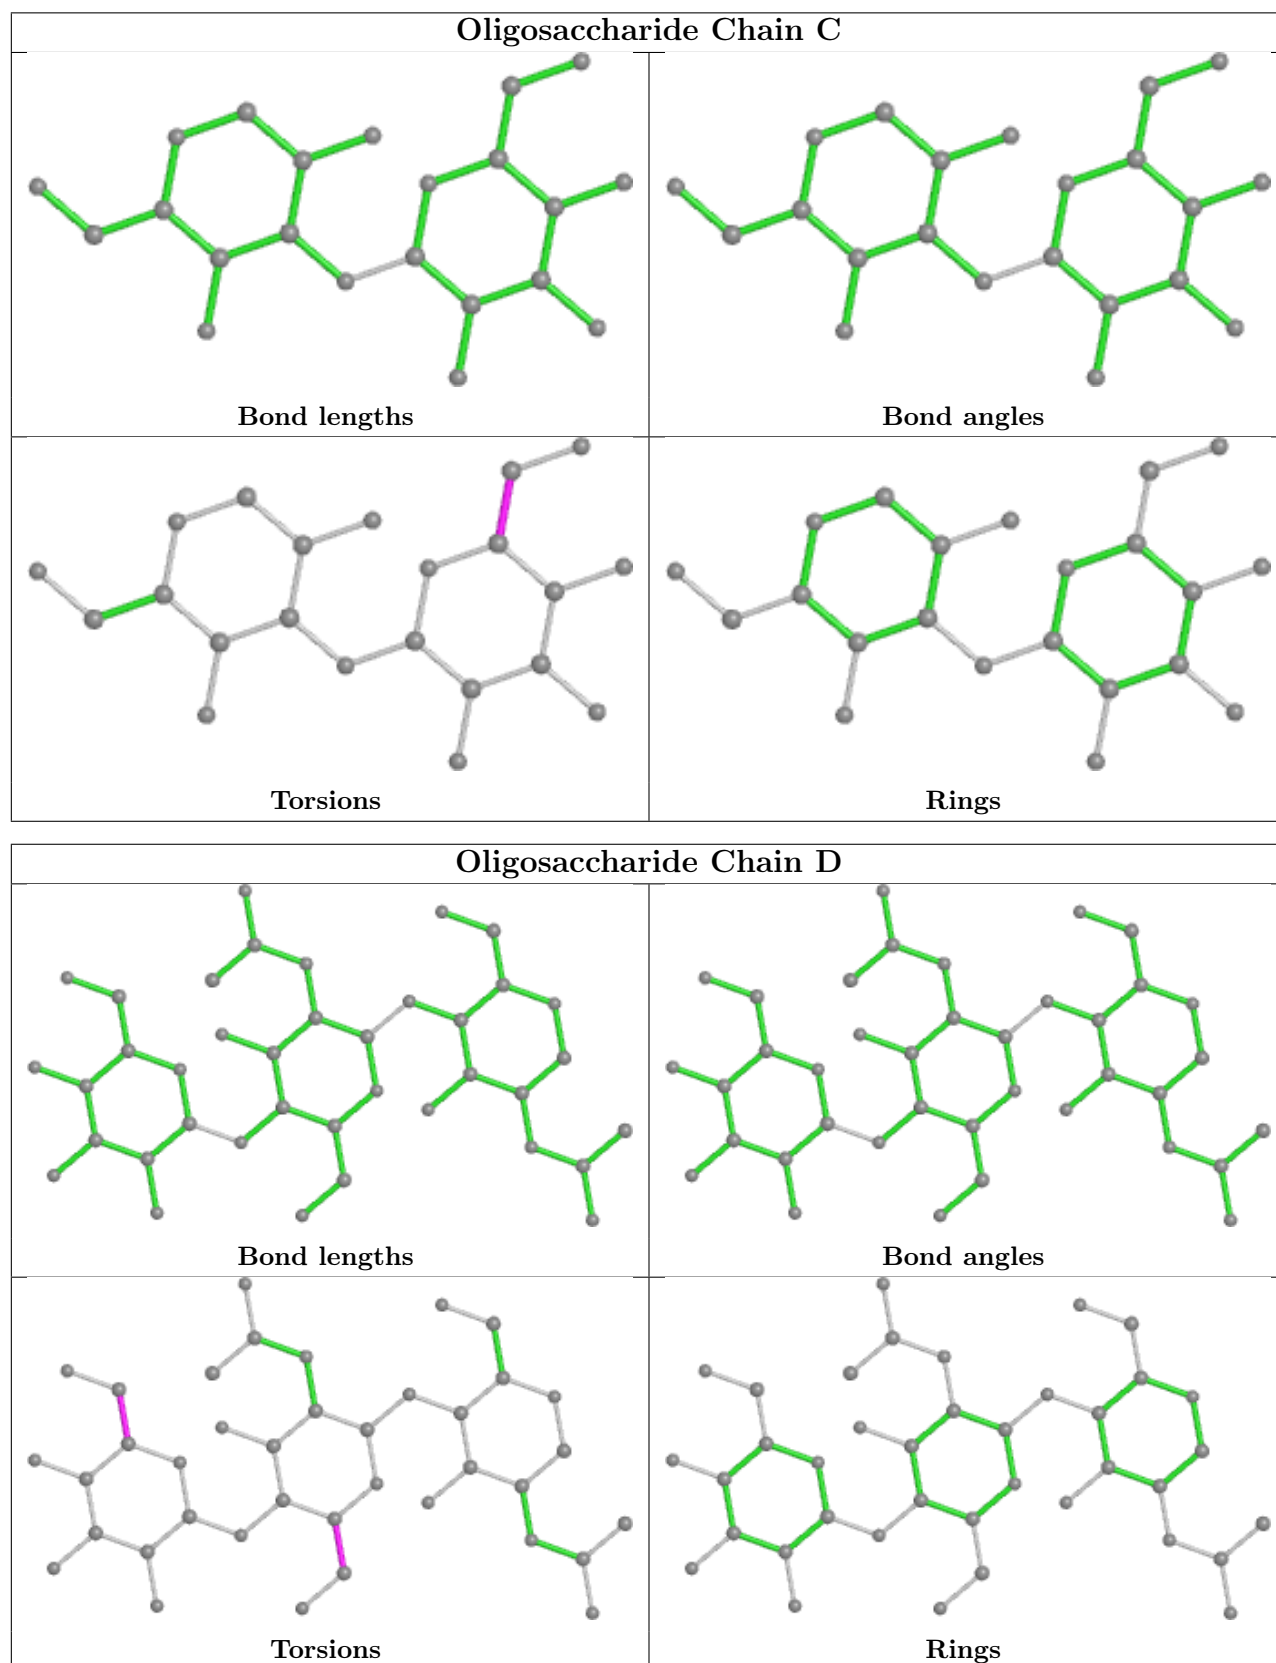 Oligosaccharide Chain C
Bond lengths
Bond angles
Torsions
Rings
Oligosaccharide Chain D
Bond lengths
Bond angles
Torsions
Rings